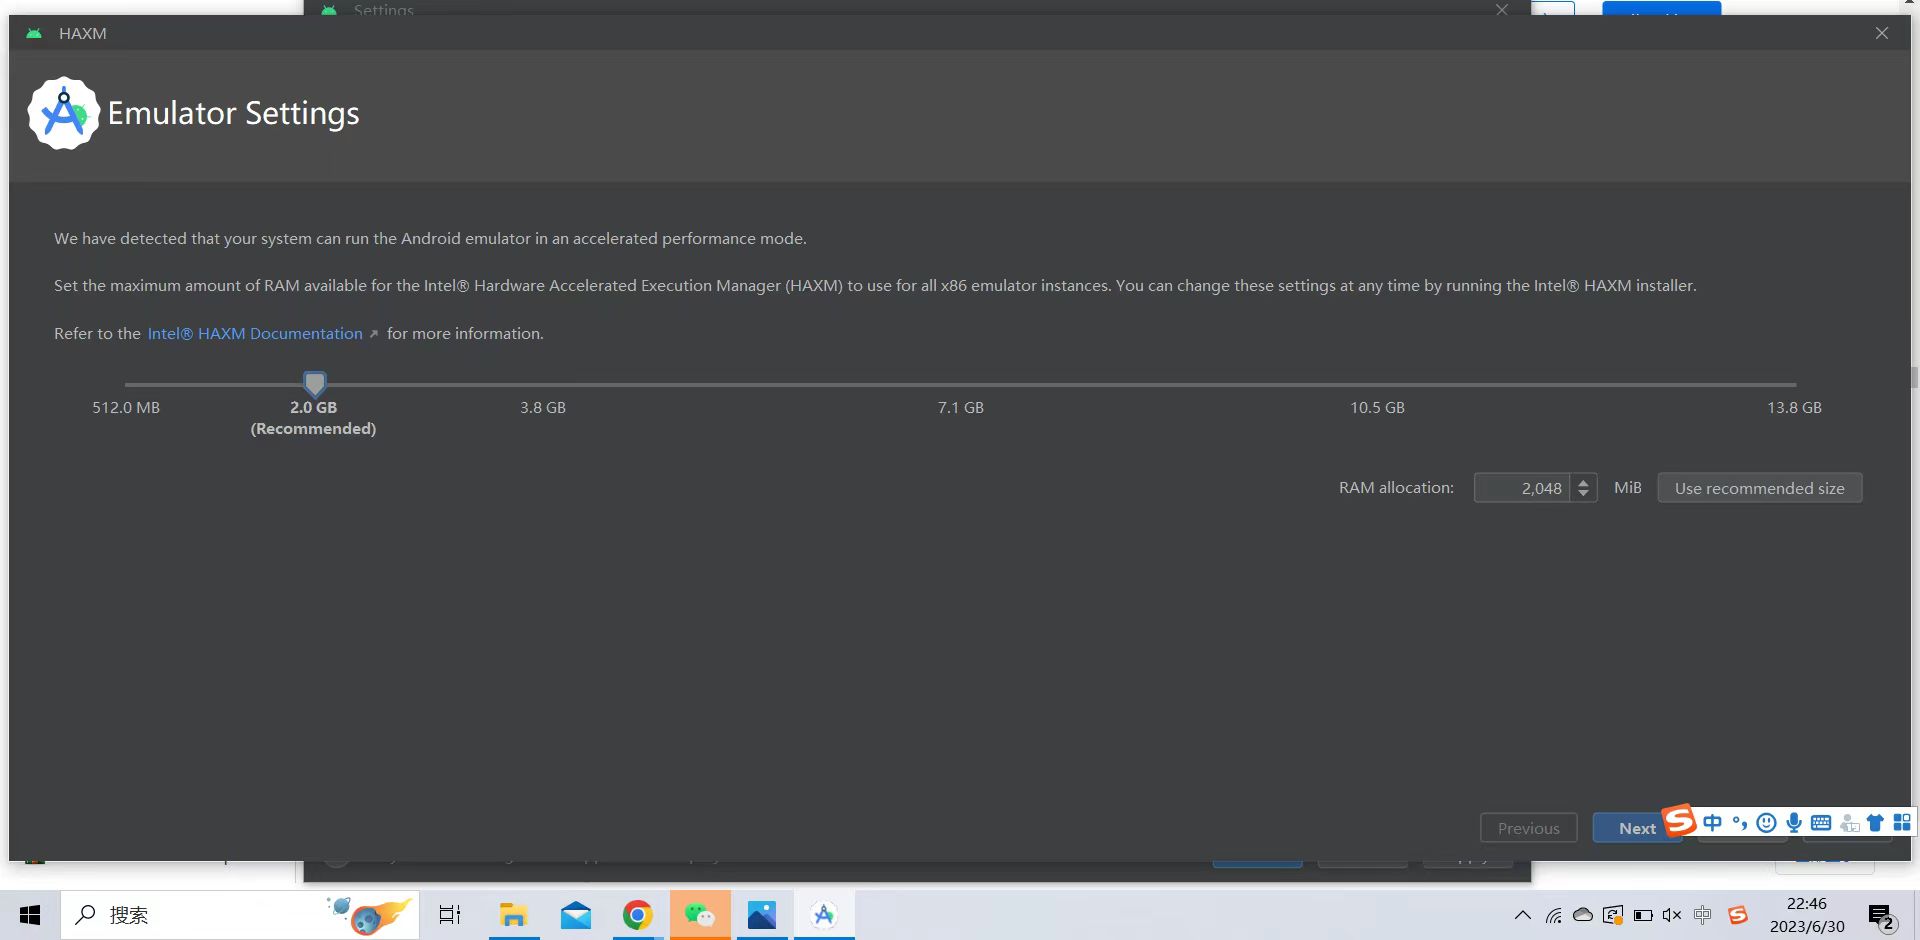 Settings
HAXM
Emulator Settings
We have detected that your system can run the Android emulator in an accelerated performance mode.
Set the maximum amount of RAM available for the Intel® Hardware Accelerated Execution Manager (HAXM) to use for all x86 emulator instances. You can change these settings at any time by running the Intel® HAXM installer.
Refer to the Intel® HAXM Documentation for more information.
512.0 MB 2.0 GB 3.8 GB 7.1 GB 10.5 GB 13.8 GB
(Recommended)
RAM allocation: 2,048 MiB Use recommended size
Previous Next
S 中
搜索
中 S
22:46
2023/6/30
2